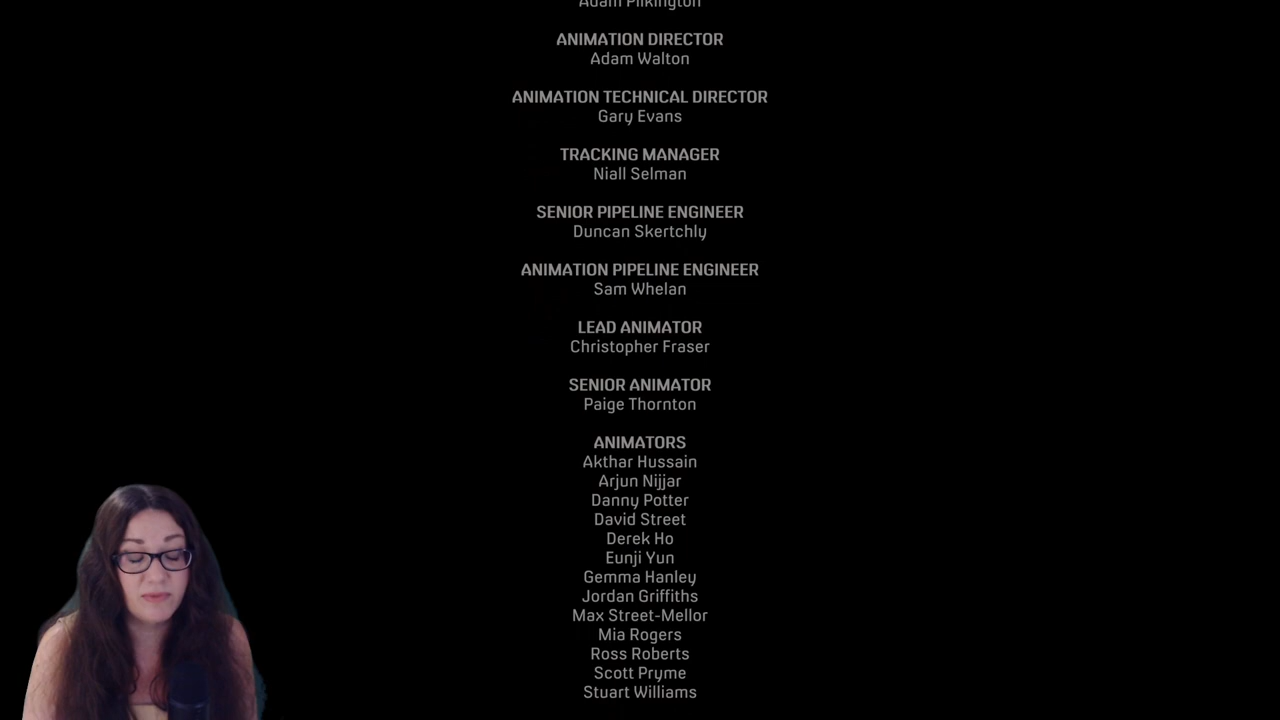 Adam Pilkington
ANIMATION DIRECTOR
Adam Walton
ANIMATION TECHNICAL DIRECTOR
Gary Evans
TRACKING MANAGER
Niall Selman
SENIOR PIPELINE ENGINEER
Duncan Skertchly
ANIMATION PIPELINE ENGINEER
Sam Whelan
LEAD ANIMATOR
Christopher Fraser
SENIOR ANIMATOR
Paige Thornton
ANIMATORS
Akthar Hussain
Arjun Nijjar
Danny Potter
David Street
Derek Ho
Eunji Yun
Gemma Hanley
Jordan Griffiths
Max Street-Mellor
Mia Rogers
Ross Roberts
Scott Pryme
Stuart Williams